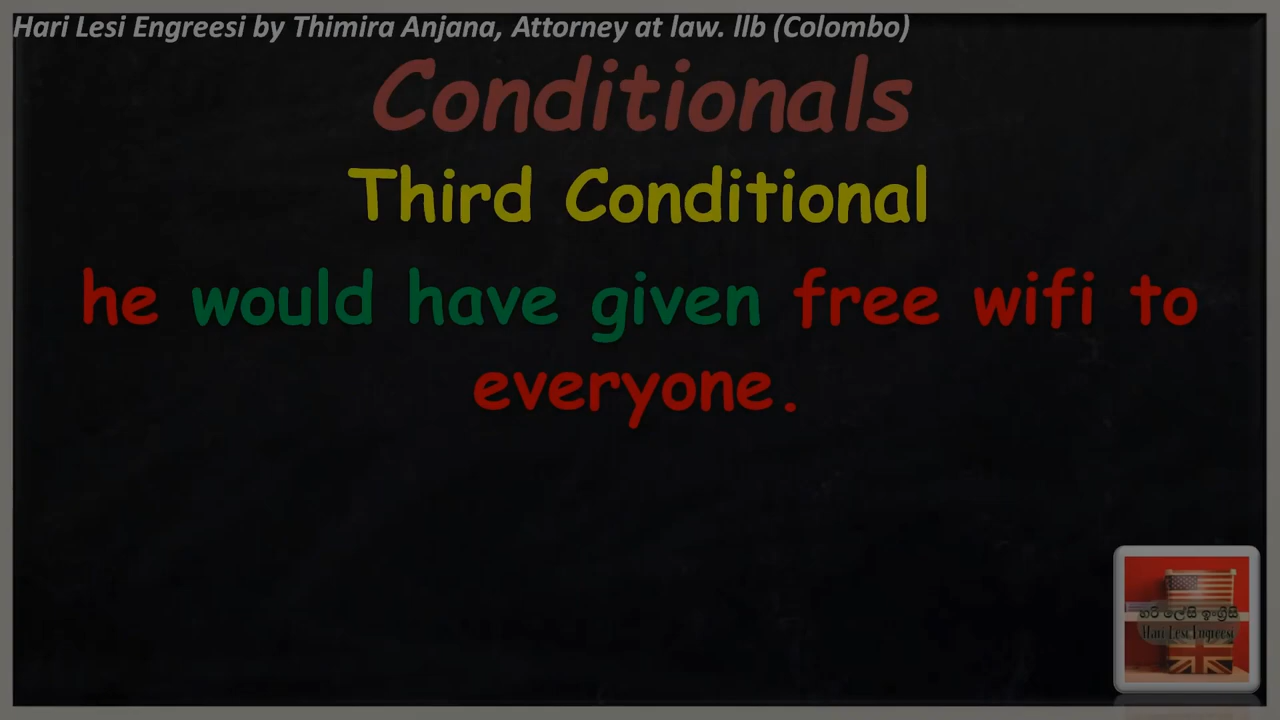 Hari Lesi Engreesi by Thimira Anjana, Attorney at law. llb (Colombo)
Conditionals
Third Conditional
he would have given free wifi to
everyone.
හරි ලේසි ඉංග්‍රීසි
Hari Lesi Engreesi